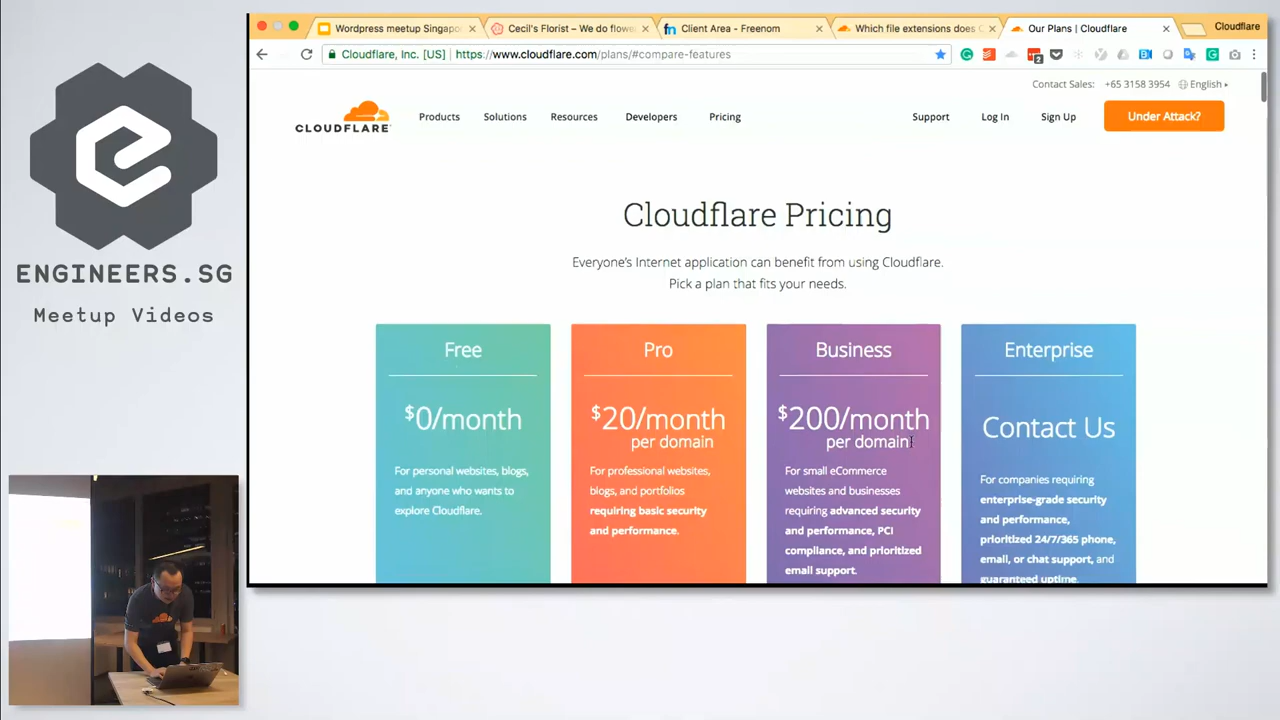 ENGINEERS.SG
Meetup Videos
Wordpress meetup Singapo
Cecil's Florist – We do flowe
Client Area - Freenom
Which file extensions does C
Our Plans | Cloudflare
Cloudflare
Cloudflare, Inc. [US]
https://www.cloudflare.com/plans/#compare-features
2
Contact Sales: +65 3158 3954 English
CLOUDFLARE
Products
Solutions
Resources
Developers
Pricing
Support
Log In
Sign Up
Under Attack?
Cloudflare Pricing
Everyone's Internet application can benefit from using Cloudflare.
Pick a plan that fits your needs.
Free
$0/month
For personal websites, blogs,
and anyone who wants to
explore Cloudflare.
Pro
$20/month
per domain
For professional websites,
blogs, and portfolios
requiring basic security
and performance.
Business
$200/month
per domain
For small eCommerce
websites and businesses
requiring advanced security
and performance, PCI
compliance, and prioritized
email support.
Enterprise
Contact Us
For companies requiring
enterprise-grade security
and performance,
prioritized 24/7/365 phone,
email, or chat support, and
guaranteed uptime.